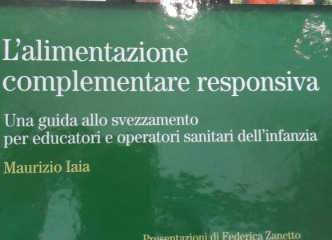 L'alimentazione
complementare responsiva
Una guida allo svezzamento
per educatori e operatori sanitari dell'infanzia
Maurizio Iaia
Presentazioni di Federica Zanetto